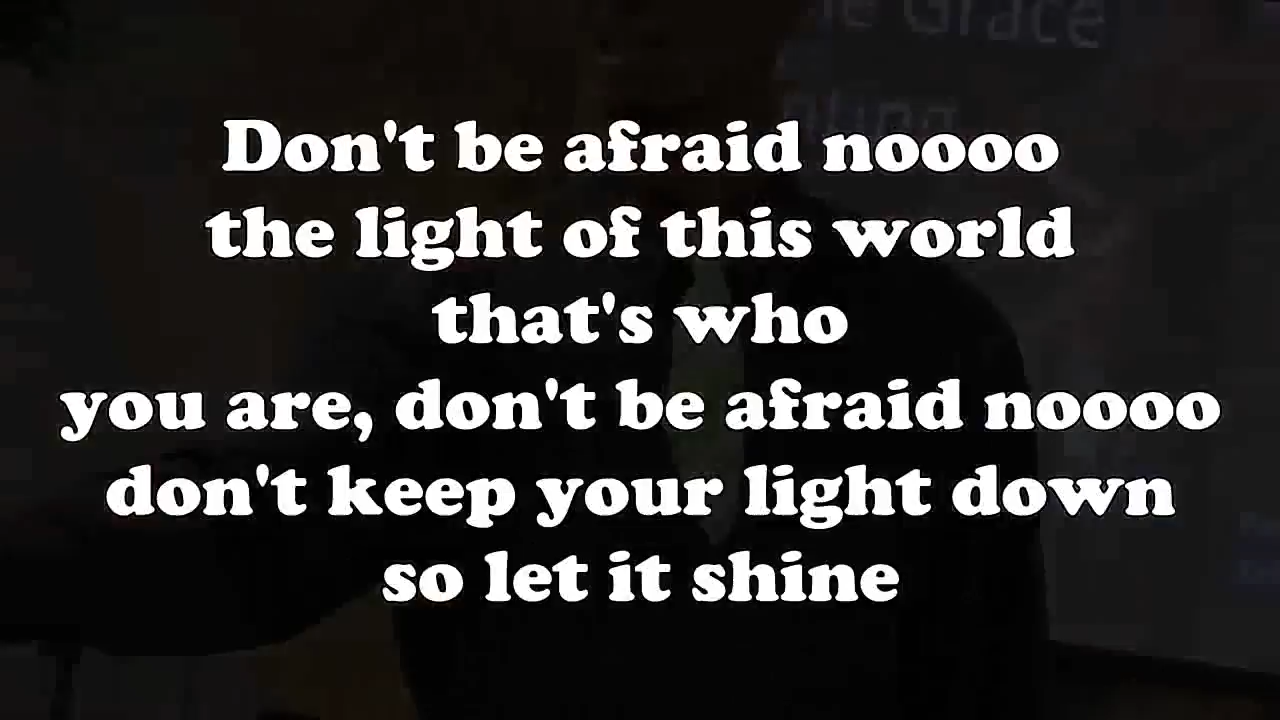 Grace
Don't be afraid noooo
the light of this world
that's who
you are, don't be afraid noooo
don't keep your light down
so let it shine